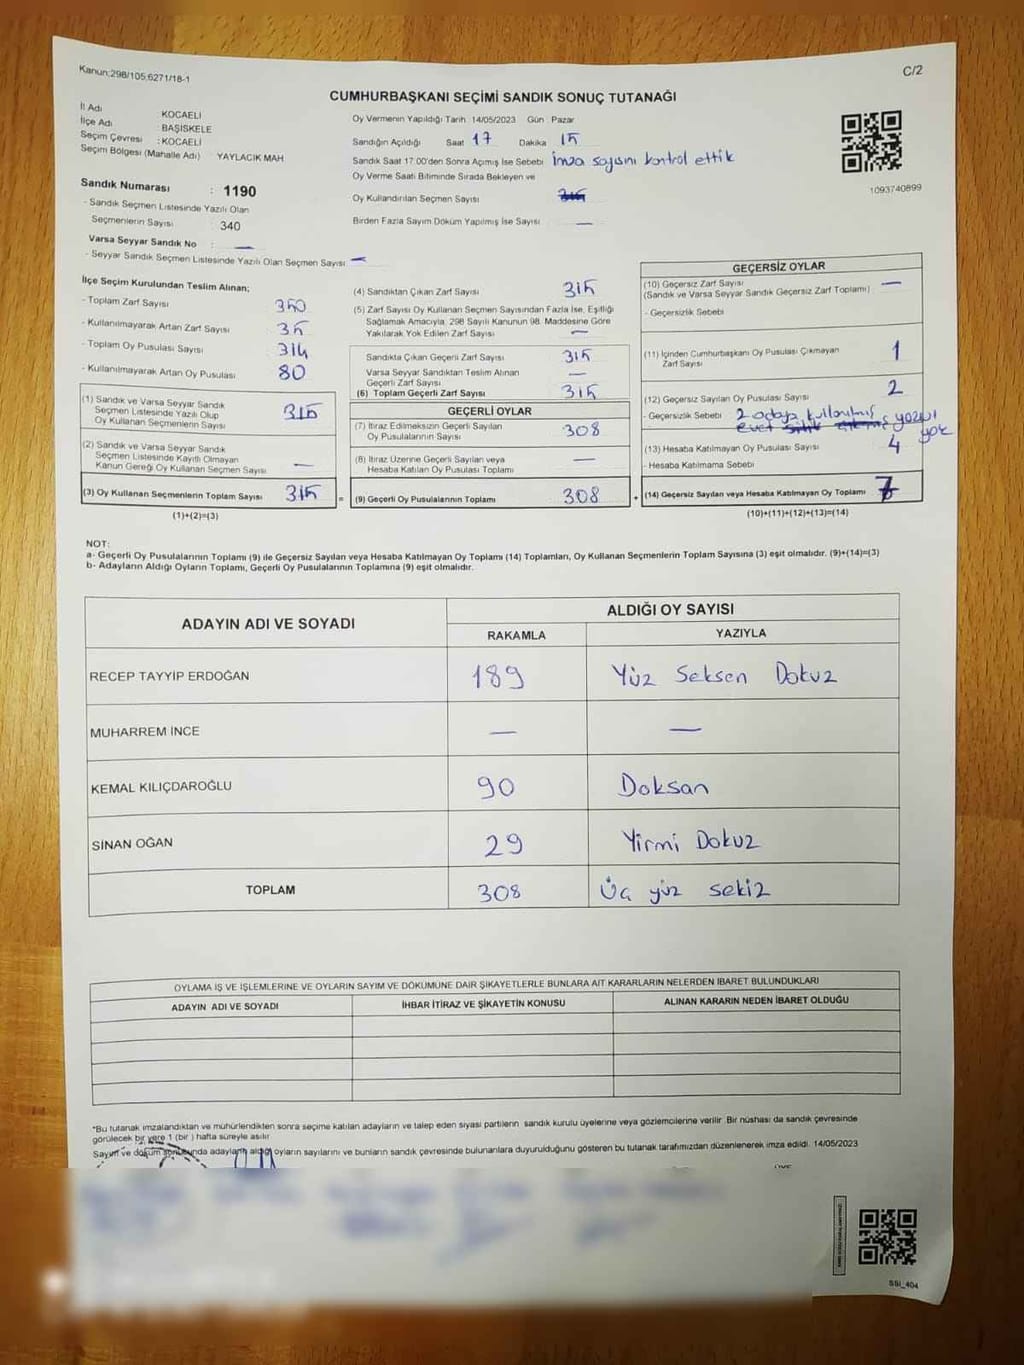 Kanun;298/105,6271/18-1
C/2
CUMHURBAŞKANI SEÇİMİ SANDIK SONUÇ TUTANAĞI
İl Adı : KOCAELİ
İlçe Adı : BAŞİSKELE
Seçim Çevresi : KOCAELİ
Seçim Bölgesi (Mahalle Adı) : YAYLACIK MAH
Sandık Numarası : 1190
- Sandık Seçmen Listesinde Yazılı Olan
Seçmenlerin Sayısı : 340
Varsa Seyyar Sandık No : —
- Seyyar Sandık Seçmen Listesinde Yazılı Olan Seçmen Sayısı: —
Oy Vermenin Yapıldığı Tarih 14/05/2023 Gün : Pazar
Sandığın Açıldığı Saat 17 Dakika 15
Sandık Saat 17:00'den Sonra Açılmış İse Sebebi imza sayısını kontrol ettik
Oy Verme Saati Bitiminde Sırada Bekleyen ve
Oy Kullandırılan Seçmen Sayısı 315
Birden Fazla Sayım Döküm Yapılmış İse Sayısı —
1093740899
İlçe Seçim Kurulundan Teslim Alınan;
- Toplam Zarf Sayısı 350
- Kullanılmayarak Artan Zarf Sayısı 35
- Toplam Oy Pusulası Sayısı 314
- Kullanılmayarak Artan Oy Pusulası 80
(1) Sandık ve Varsa Seyyar Sandık
Seçmen Listesinde Yazılı Olup
Oy Kullanan Seçmenlerin Sayısı 315
(2) Sandık ve Varsa Seyyar Sandık
Seçmen Listesinde Kayıtlı Olmayan
Kanun Gereği Oy Kullanan Seçmen Sayısı —
(3) Oy Kullanan Seçmenlerin Toplam Sayısı 315
(1)+(2)=(3)
(4) Sandıktan Çıkan Zarf Sayısı 315
(5) Zarf Sayısı Oy Kullanan Seçmen Sayısından Fazla İse, Eşitliği
Sağlamak Amacıyla, 298 Sayılı Kanunun 98. Maddesine Göre
Yakılarak Yok Edilen Zarf Sayısı —
Sandıkta Çıkan Geçerli Zarf Sayısı 315
Varsa Seyyar Sandıktan Teslim Alınan
Geçerli Zarf Sayısı —
(6) Toplam Geçerli Zarf Sayısı 315
GEÇERLİ OYLAR
(7) İtiraz Edilmeksizin Geçerli Sayılan
Oy Pusulalarının Sayısı 308
(8) İtiraz Üzerine Geçerli Sayılan veya
Hesaba Katılan Oy Pusulası Toplamı —
= (9) Geçerli Oy Pusulalarının Toplamı 308
GEÇERSİZ OYLAR
(10) Geçersiz Zarf Sayısı —
(Sandık ve Varsa Seyyar Sandık Geçersiz Zarf Toplamı)
- Geçersizlik Sebebi
(11) İçinden Cumhurbaşkanı Oy Pusulası Çıkmayan
Zarf Sayısı 1
(12) Geçersiz Sayılan Oy Pusulası Sayısı 2
- Geçersizlik Sebebi 2 adaya kullanılmış
evet yazısı
yok
(13) Hesaba Katılmayan Oy Pusulası Sayısı 4
- Hesaba Katılmama Sebebi
+ (14) Geçersiz Sayılan veya Hesaba Katılmayan Oy Toplamı 7
(10)+(11)+(12)+(13)=(14)
NOT:
a- Geçerli Oy Pusulalarının Toplamı (9) ile Geçersiz Sayılan veya Hesaba Katılmayan Oy Toplamı (14) Toplamları, Oy Kullanan Seçmenlerin Toplam Sayısına (3) eşit olmalıdır. (9)+(14)=(3)
b- Adayların Aldığı Oyların Toplamı, Geçerli Oy Pusulalarının Toplamına (9) eşit olmalıdır.
ADAYIN ADI VE SOYADI ALDIĞI OY SAYISI
RAKAMLA YAZIYLA
RECEP TAYYİP ERDOĞAN 189 Yüz Seksen Dokuz
MUHARREM İNCE — —
KEMAL KILIÇDAROĞLU 90 Doksan
SİNAN OĞAN 29 Yirmi Dokuz
TOPLAM 308 Üç yüz sekiz
OYLAMA İŞ VE İŞLEMLERİNE VE OYLARIN SAYIM VE DÖKÜMÜNE DAİR ŞİKAYETLERLE BUNLARA AİT KARARLARIN NELERDEN İBARET BULUNDUKLARI
ADAYIN ADI VE SOYADI İHBAR İTİRAZ VE ŞİKAYETİN KONUSU ALINAN KARARIN NEDEN İBARET OLDUĞU
*Bu tutanak imzalandıktan ve mühürlendikten sonra seçime katılan adayların ve talep eden siyasi partilerin sandık kurulu üyelerine veya gözlemcilerine verilir. Bir nüshası da sandık çevresinde
görülecek bir yere 1 (bir) hafta süreyle asılır
Sayım ve döküm sonucunda adayların aldığı oyların sayılarını ve bunların sandık çevresinde bulunanlara duyurulduğunu gösteren bu tutanak tarafımızdan düzenlenerek imza edildi. 14/05/2023
SSİ_404